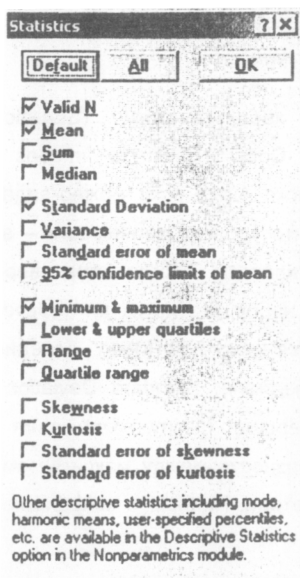 Statistics ? X
Default All OK
Valid N
Mean
Sum
Median
Standard Deviation
Variance
Standard error of mean
95% confidence limits of mean
Minimum & maximum
Lower & upper quartiles
Range
Quartile range
Skewness
Kurtosis
Standard error of skewness
Standard error of kurtosis
Other descriptive statistics including mode,
harmonic means, user-specified percentiles,
etc. are available in the Descriptive Statistics
option in the Nonparametrics module.